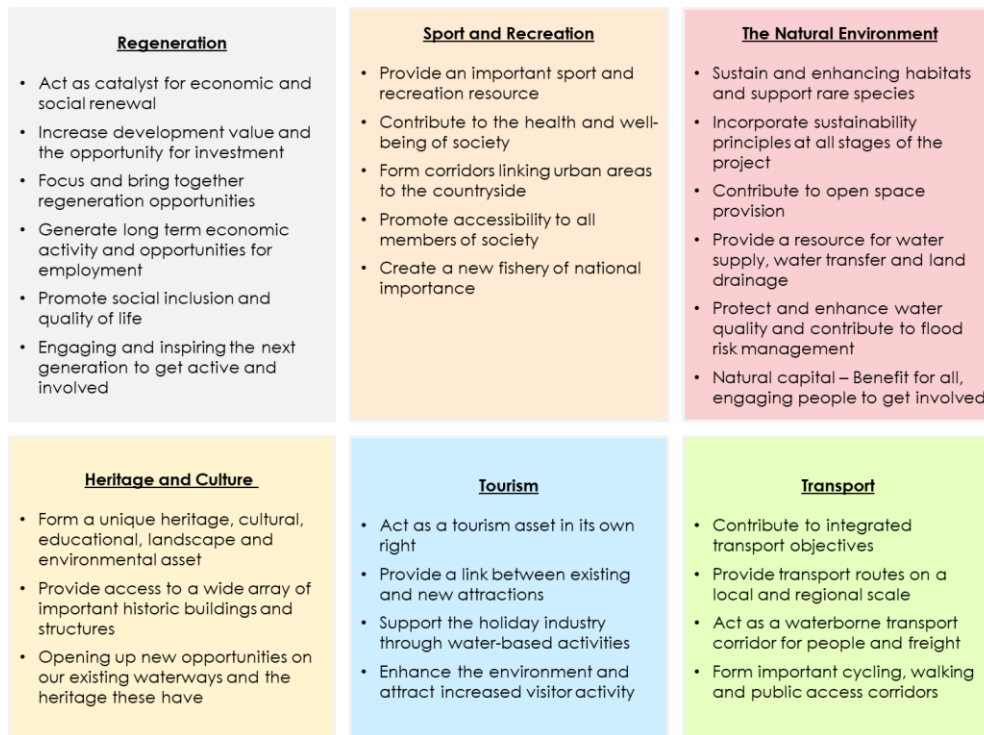 Regeneration
• Act as catalyst for economic and
social renewal
• Increase development value and
the opportunity for investment
• Focus and bring together
regeneration opportunities
• Generate long term economic
activity and opportunities for
employment
• Promote social inclusion and
quality of life
• Engaging and inspiring the next
generation to get active and
involved
Sport and Recreation
• Provide an important sport and
recreation resource
• Contribute to the health and well-
being of society
• Form corridors linking urban areas
to the countryside
• Promote accessibility to all
members of society
• Create a new fishery of national
importance
The Natural Environment
• Sustain and enhancing habitats
and support rare species
• Incorporate sustainability
principles at all stages of the
project
• Contribute to open space
provision
• Provide a resource for water
supply, water transfer and land
drainage
• Protect and enhance water
quality and contribute to flood
risk management
• Natural capital – Benefit for all,
engaging people to get involved
Heritage and Culture
• Form a unique heritage, cultural,
educational, landscape and
environmental asset
• Provide access to a wide array of
important historic buildings and
structures
• Opening up new opportunities on
our existing waterways and the
heritage these have
Tourism
• Act as a tourism asset in its own
right
• Provide a link between existing
and new attractions
• Support the holiday industry
through water-based activities
• Enhance the environment and
attract increased visitor activity
Transport
• Contribute to integrated
transport objectives
• Provide transport routes on a
local and regional scale
• Act as a waterborne transport
corridor for people and freight
• Form important cycling, walking
and public access corridors